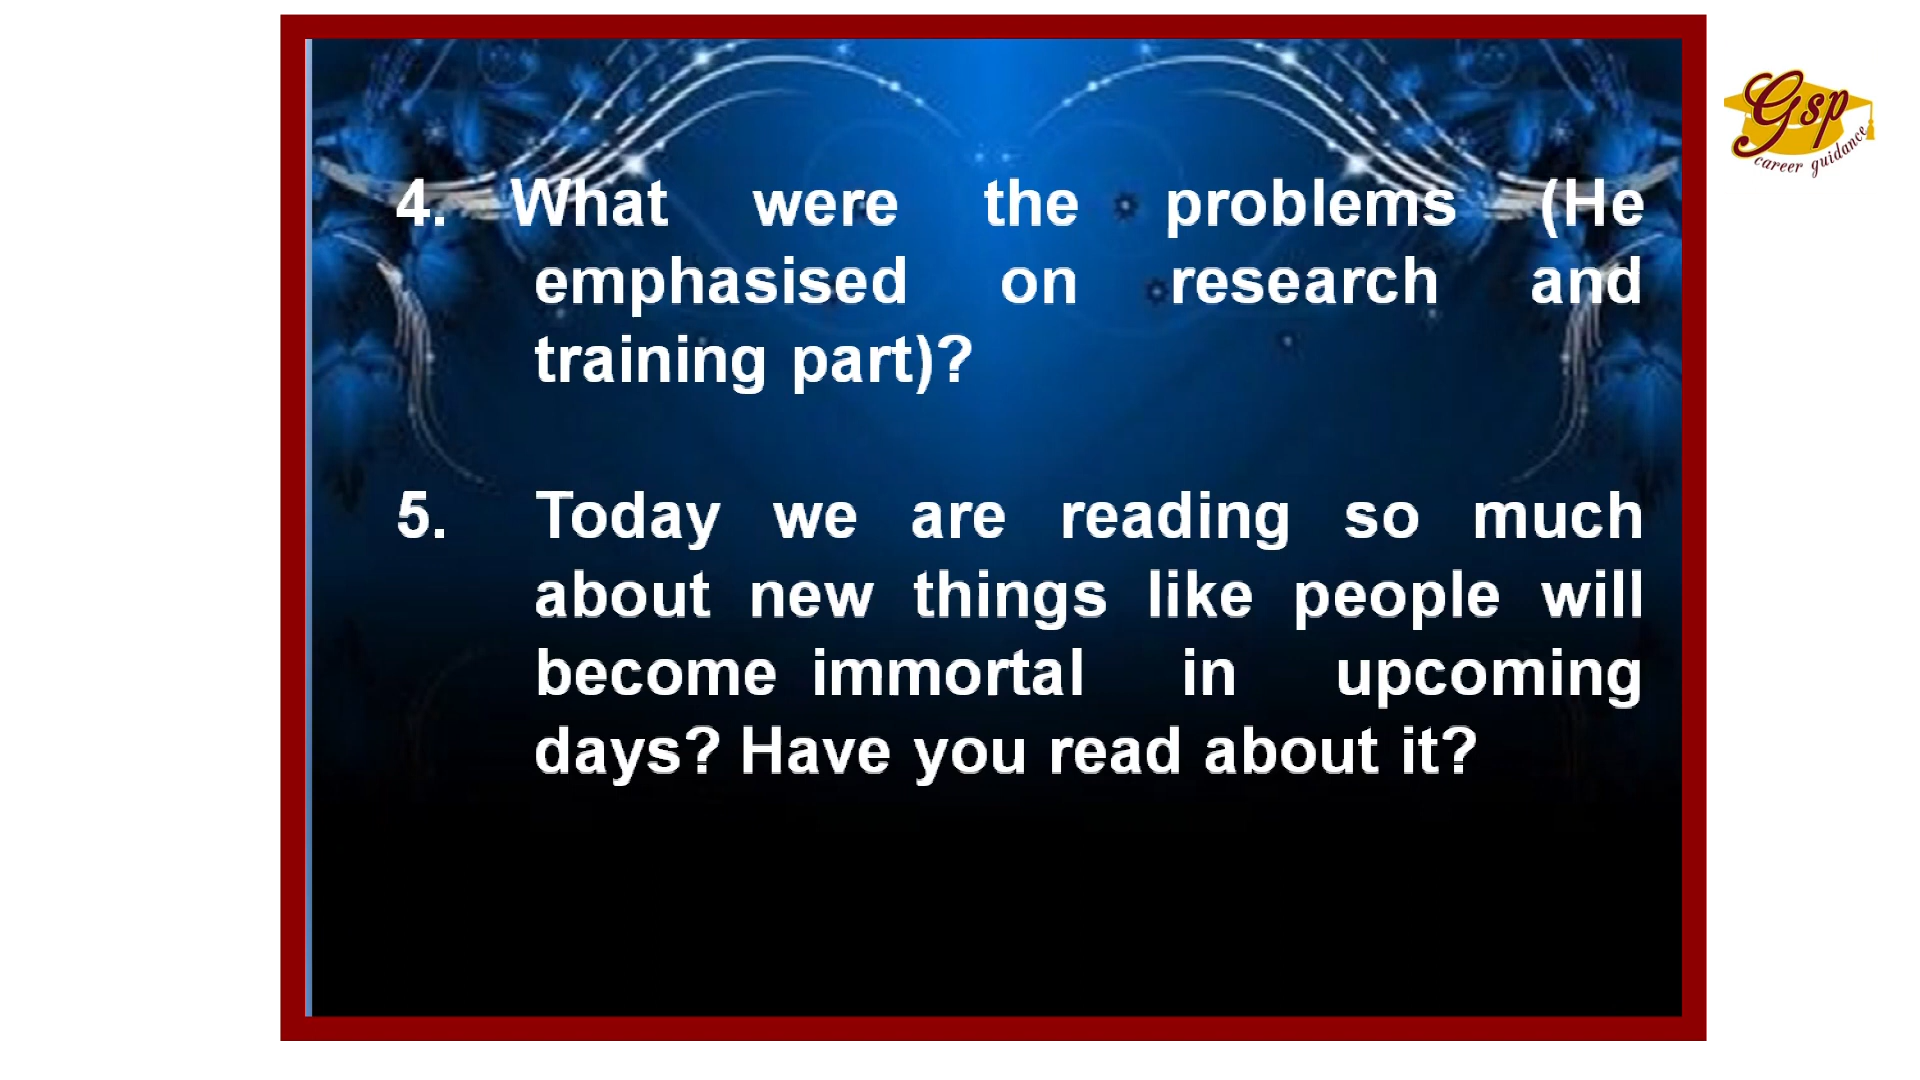 Gsp
career guidance
4. What were the problems (He
emphasised on research and
training part)?
5. Today we are reading so much
about new things like people will
become immortal in upcoming
days? Have you read about it?